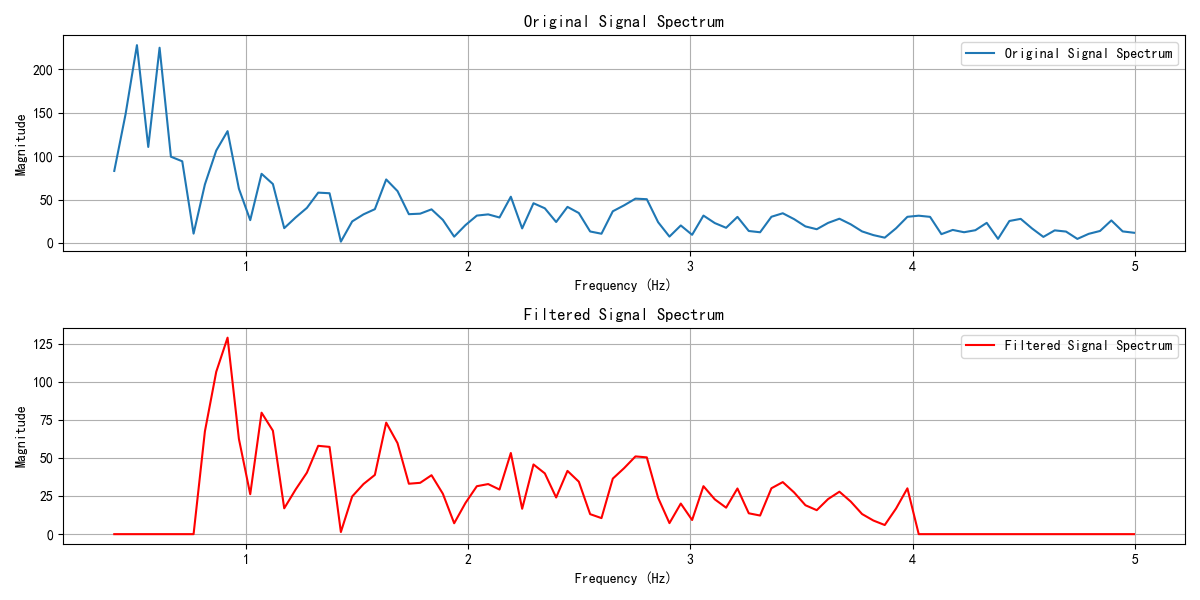 Original Signal Spectrum
Original Signal Spectrum
Magnitude
200
150
100
50
0
1 2 3 4 5
Frequency (Hz)
Filtered Signal Spectrum
Filtered Signal Spectrum
Magnitude
125
100
75
50
25
0
1 2 3 4 5
Frequency (Hz)